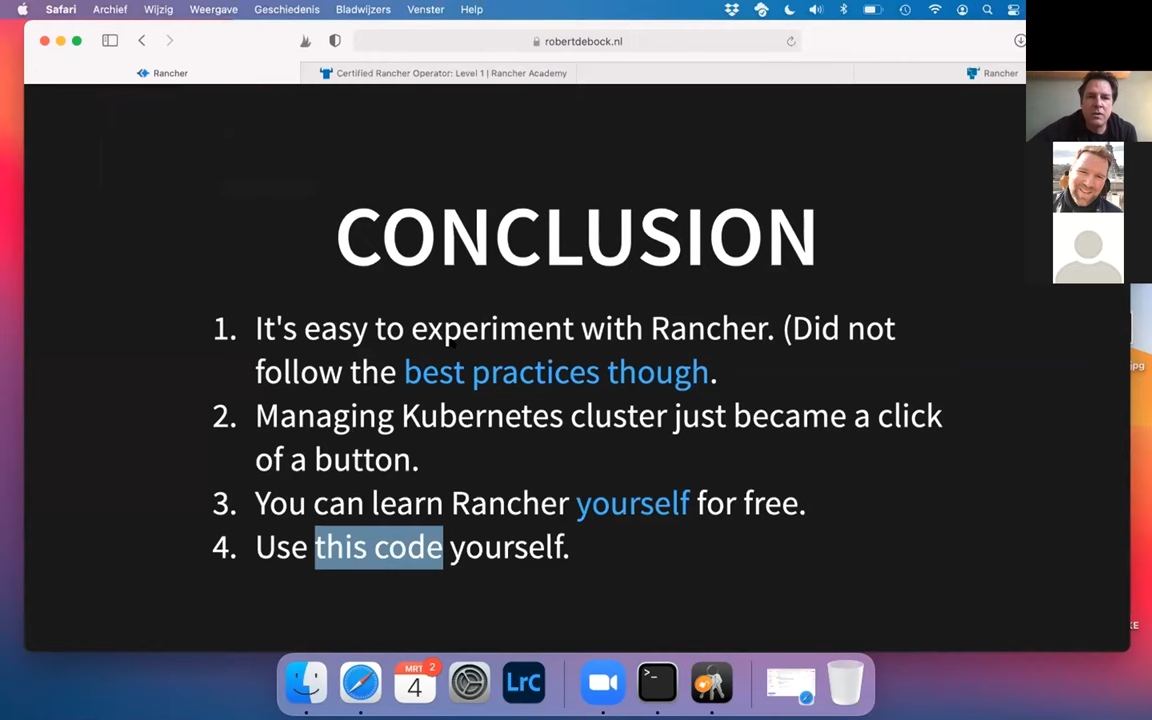 Safari Archief Wijzig Weergave Geschiedenis Bladwijzers Venster Help
robertdebock.nl
Rancher
Certified Rancher Operator: Level 1 | Rancher Academy
Rancher
CONCLUSION
1. It's easy to experiment with Rancher. (Did not
follow the best practices though.
2. Managing Kubernetes cluster just became a click
of a button.
3. You can learn Rancher yourself for free.
4. Use this code yourself.
jpg
KE
MRT
2
4
LrC
>_